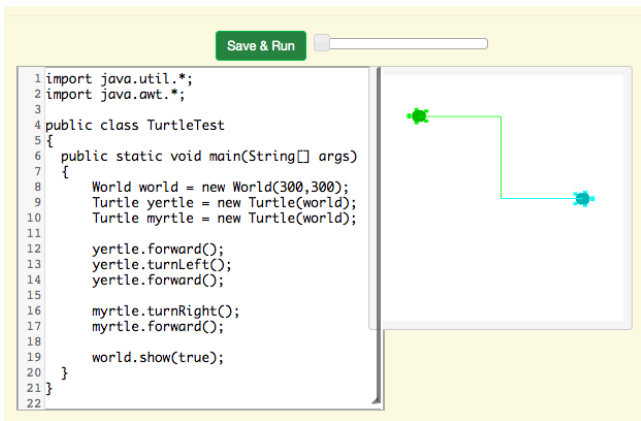 Save & Run
1 import java.util.*;
2 import java.awt.*;
3
4 public class TurtleTest
5 {
6   public static void main(String[] args)
7   {
8       World world = new World(300,300);
9       Turtle yertle = new Turtle(world);
10       Turtle myrtle = new Turtle(world);
11
12       yertle.forward();
13       yertle.turnLeft();
14       yertle.forward();
15
16       myrtle.turnRight();
17       myrtle.forward();
18
19       world.show(true);
20   }
21 }
22